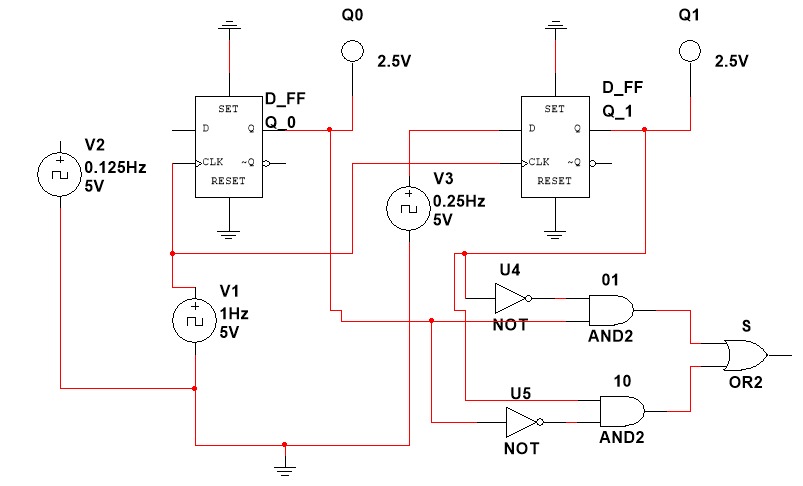 Q0
2.5V
Q1
2.5V
D_FF
Q_0
SET
D
Q
CLK
~Q
RESET
D_FF
Q_1
SET
D
Q
CLK
~Q
RESET
V2
0.125Hz
5V
V3
0.25Hz
5V
V1
1Hz
5V
U4
NOT
01
AND2
S
OR2
U5
NOT
10
AND2